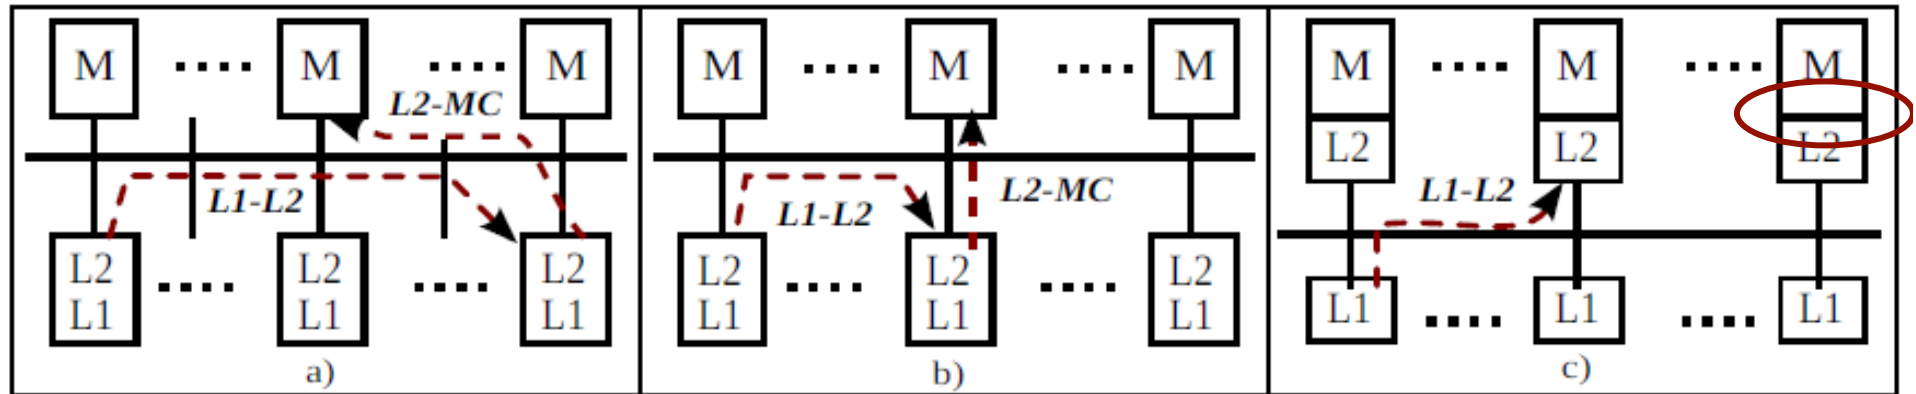 M ..... M ..... M
L2-MC
L1-L2
L2 L2 L2
L1 ..... L1 ..... L1
a)
M ..... M ..... M
L1-L2
L2-MC
L2 L2 L2
L1 ..... L1 ..... L1
b)
M ..... M ..... M
L2 L2 L2
L1-L2
L1 ..... L1 ..... L1
c)